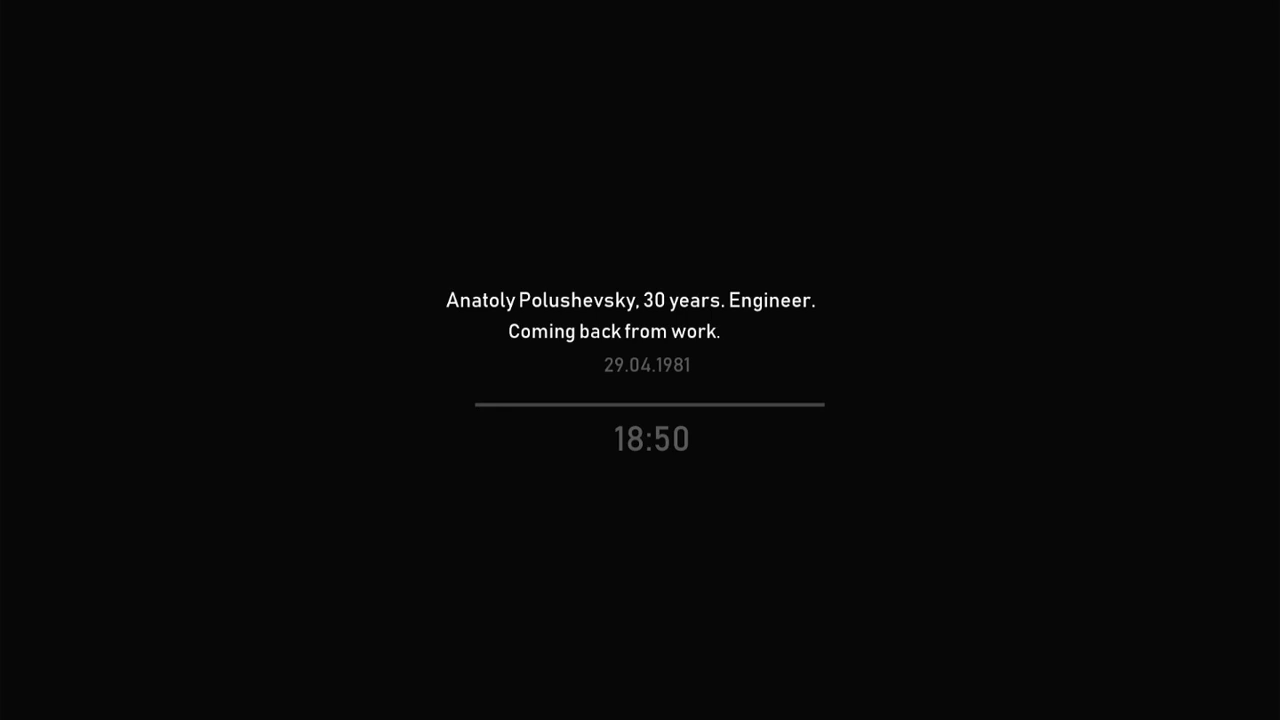 Anatoly Polushevsky, 30 years. Engineer.
Coming back from work.
29.04.1981
18:50